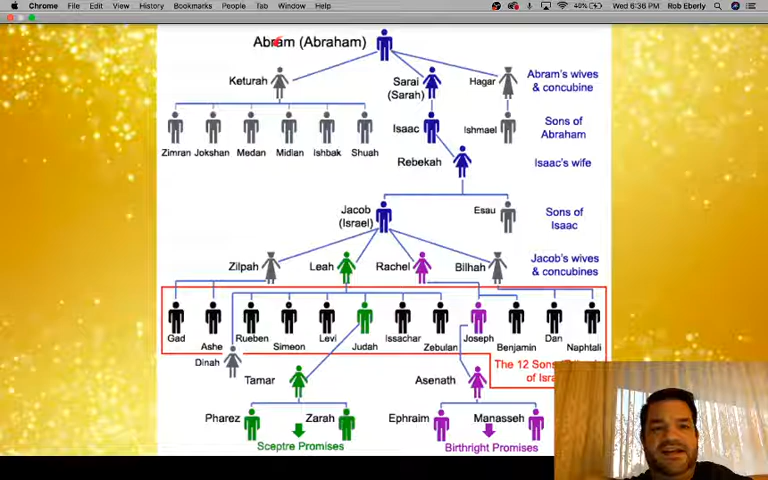 Chrome File Edit View History Bookmarks People Tab Window Help 40% Wed 6:36 PM Rob Eberly
Abram (Abraham)
Keturah
Sarai
(Sarah)
Hagar
Abram's wives
& concubine
Isaac
Ishmael
Sons of
Abraham
Zimran Jokshan Medan Midian Ishbak Shuah
Rebekah
Isaac's wife
Jacob
(Israel)
Esau
Sons of
Isaac
Zilpah
Leah
Rachel
Bilhah
Jacob's wives
& concubines
Gad
Ashe
Rueben
Simeon
Levi
Judah
Issachar
Zebulan
Joseph
Benjamin
Dan
Naphtali
Dinah
The 12 Sons
of
Tamar
Asenath
Pharez
Zarah
Ephraim
Manasseh
Sceptre Promises
Birthright Promises